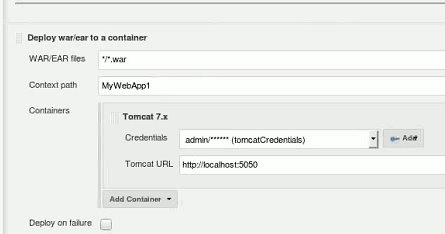 Deploy war/ear to a container
WAR/EAR files */*.war
Context path MyWebApp1
Containers
Tomcat 7.x
Credentials admin/****** (tomcatCredentials) Add
Tomcat URL http://localhost:5050
Add Container
Deploy on failure